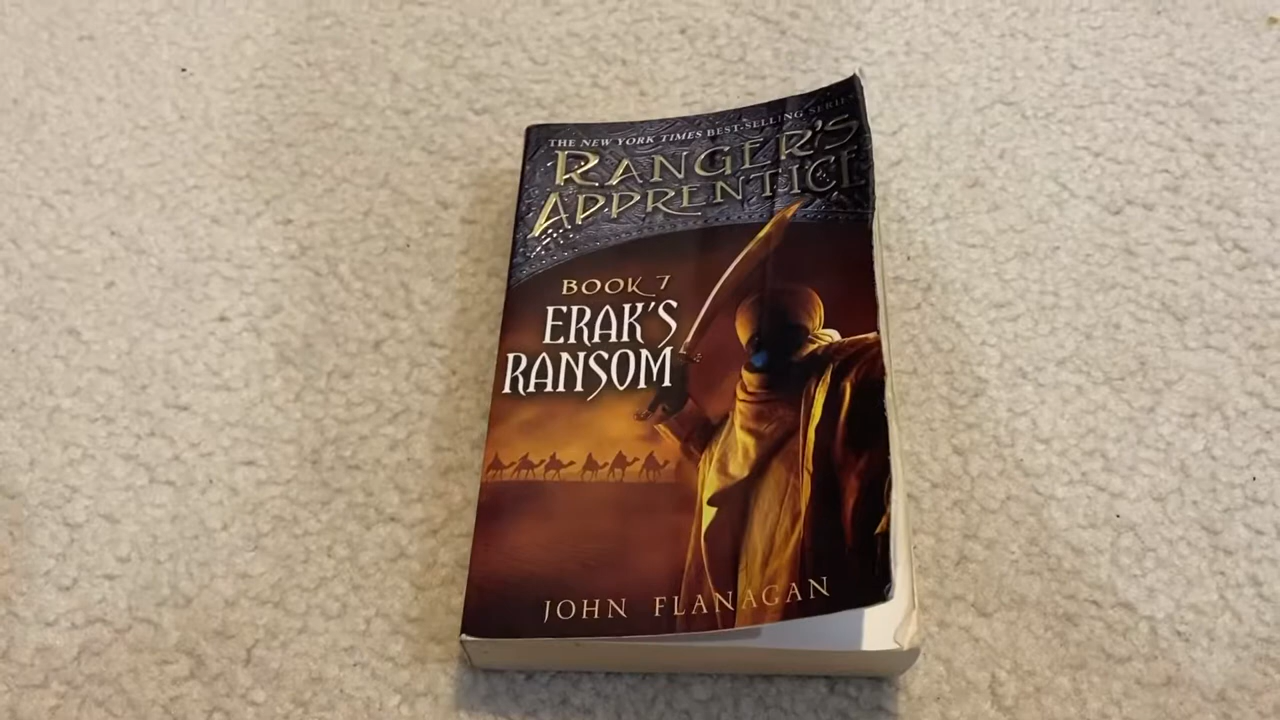 THE NEW YORK TIMES BEST-SELLING SERIES
RANGER'S
APPRENTICE
BOOK 7
ERAK'S
RANSOM
JOHN FLANAGAN